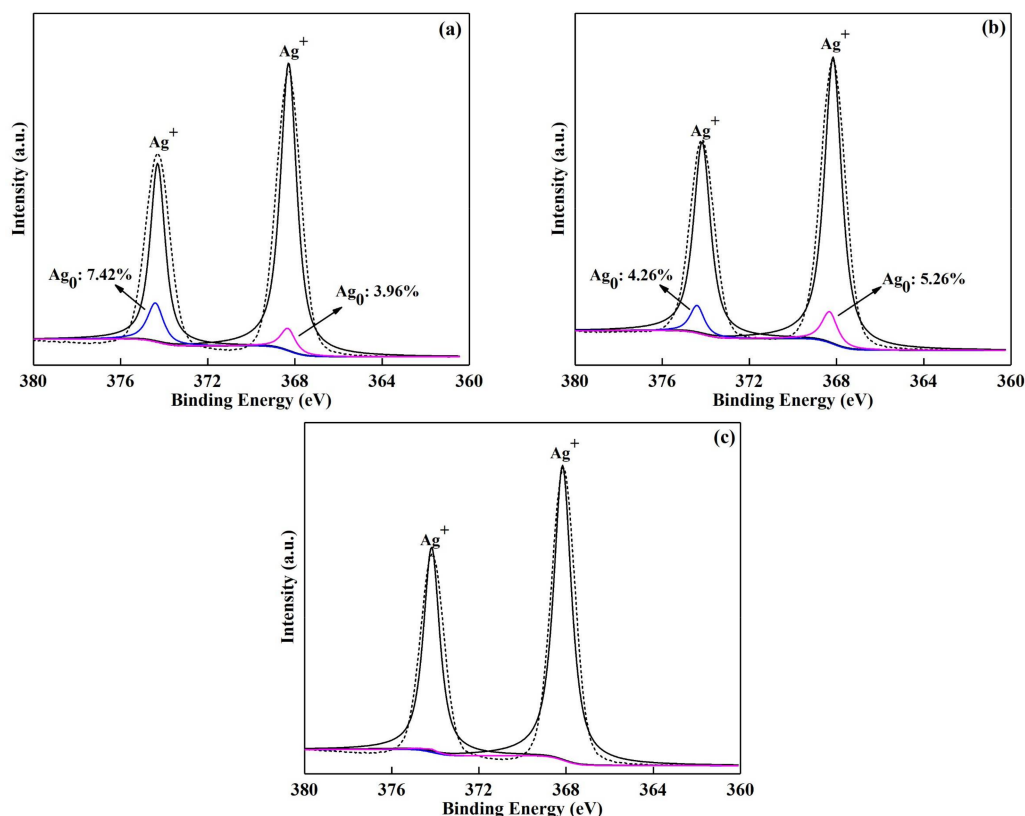 (a)
Ag+
Ag+
Ag0: 7.42%
Ag0: 3.96%
Intensity (a.u.)
380 376 372 368 364 360
Binding Energy (eV)
(b)
Ag+
Ag+
Ag0: 4.26%
Ag0: 5.26%
Intensity (a.u.)
380 376 372 368 364 360
Binding Energy (eV)
(c)
Ag+
Ag+
Intensity (a.u.)
380 376 372 368 364 360
Binding Energy (eV)